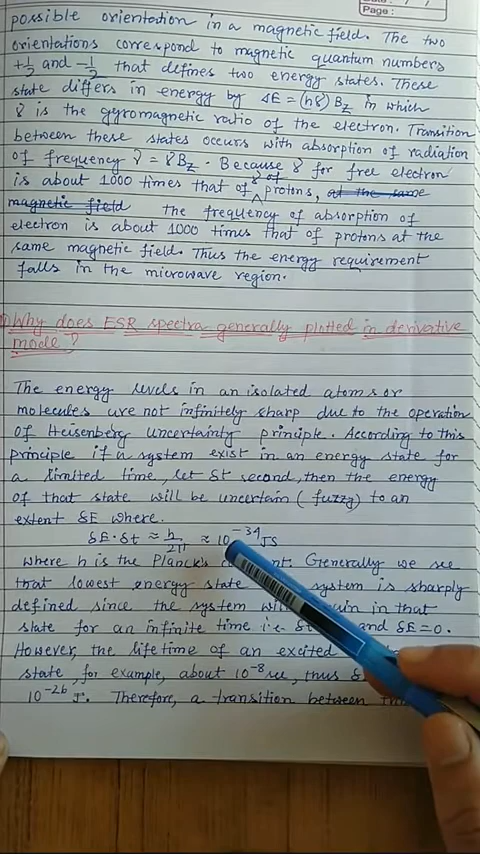 Page:
possible orientation in a magnetic field. The two
orientations correspond to magnetic quantum numbers
+1/2 and -1/2 that defines two energy states. These
state differs in energy by ΔE = (hγ) Bz in which
γ is the gyromagnetic ratio of the electron. Transition
between these states occurs with absorption of radiation
of frequency ν = γBz. Because γ for free electron
is about 1000 times that of γ of protons, at the same
magnetic field the frequency of absorption of
electron is about 1000 times that of protons at the
same magnetic field. Thus the energy requirement
falls in the microwave region.
Why does ESR spectra generally plotted in derivative
mode?
The energy levels in an isolated atoms or
molecules are not infinitely sharp due to the operation
of Heisenberg uncertainty principle. According to this
principle if a system exist in an energy state for
a limited time, let δt second, then the energy
of that state will be uncertain (fuzzy) to an
extent δE where.
δE.δt ≈ h/2π ≈ 10^-34 JS
where h is the Planck's Generally we see
that lowest energy state system is sharply
defined since the system in that
state for an infinite time i.e. and δE=0.
However, the lifetime of an excited
state, for example, about 10^-8 sec, thus
10^-26 J. Therefore, a transition between